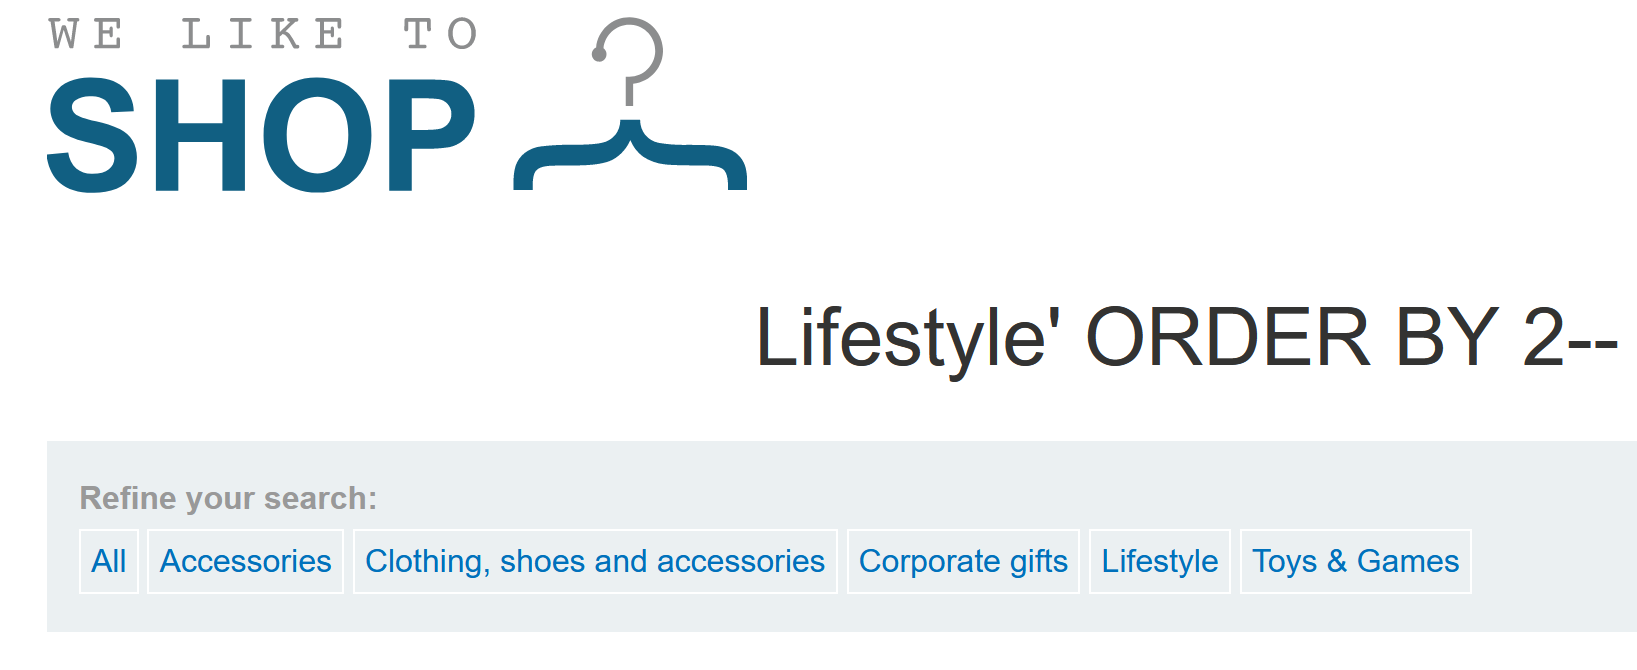 WE LIKE TO
SHOP
Lifestyle' ORDER BY 2--
Refine your search:
All Accessories Clothing, shoes and accessories Corporate gifts Lifestyle Toys & Games